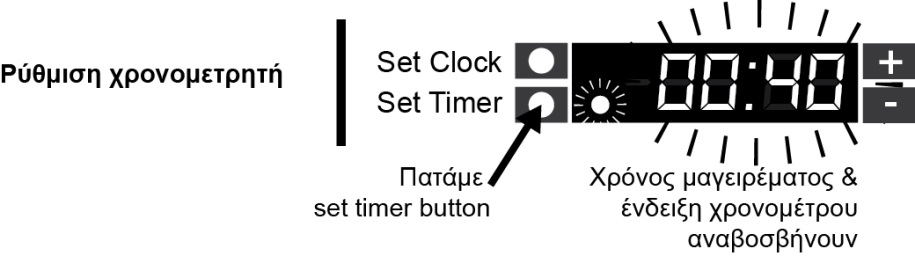 Ρύθμιση χρονομετρητή
Set Clock
Set Timer
00:40
+
-
Πατάμε
set timer button
Χρόνος μαγειρέματος &
ένδειξη χρονομέτρου
αναβοσβήνουν